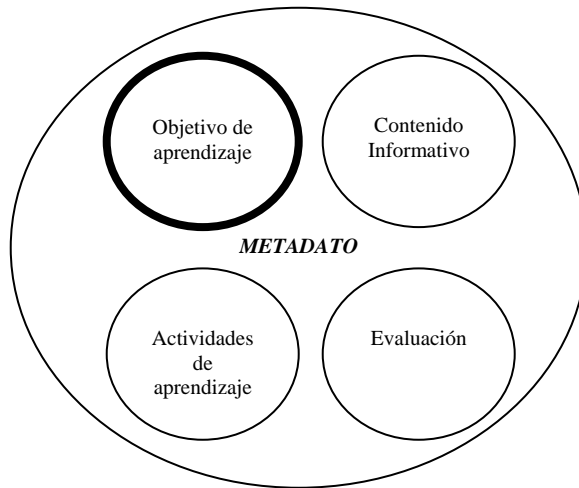 Objetivo de
aprendizaje
Contenido
Informativo
METADATO
Actividades
de
aprendizaje
Evaluación